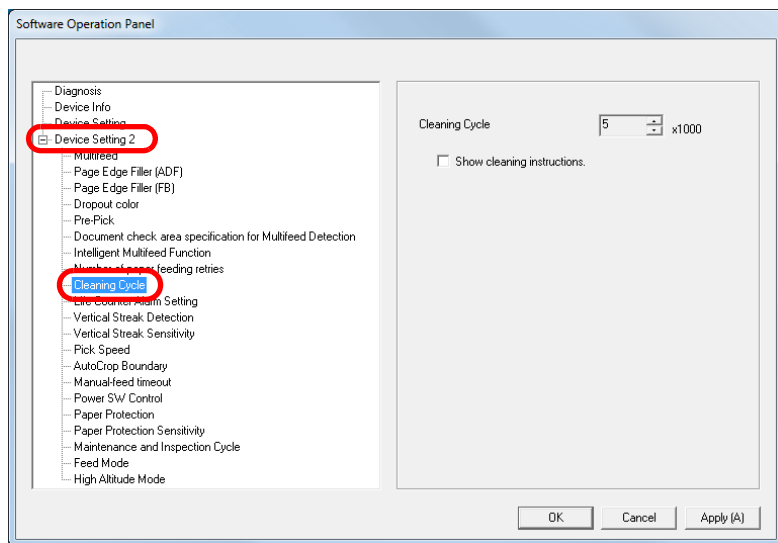 Software Operation Panel
Diagnosis
Device Info
Device Setting
Device Setting 2
Multifeed
Page Edge Filler (ADF)
Page Edge Filler (FB)
Dropout color
Pre-Pick
Document check area specification for Multifeed Detection
Intelligent Multifeed Function
Number of paper feeding retries
Cleaning Cycle
Life Counter Alarm Setting
Vertical Streak Detection
Vertical Streak Sensitivity
Pick Speed
AutoCrop Boundary
Manual-feed timeout
Power SW Control
Paper Protection
Paper Protection Sensitivity
Maintenance and Inspection Cycle
Feed Mode
High Altitude Mode
Cleaning Cycle 5 x1000
Show cleaning instructions.
OK Cancel Apply (A)